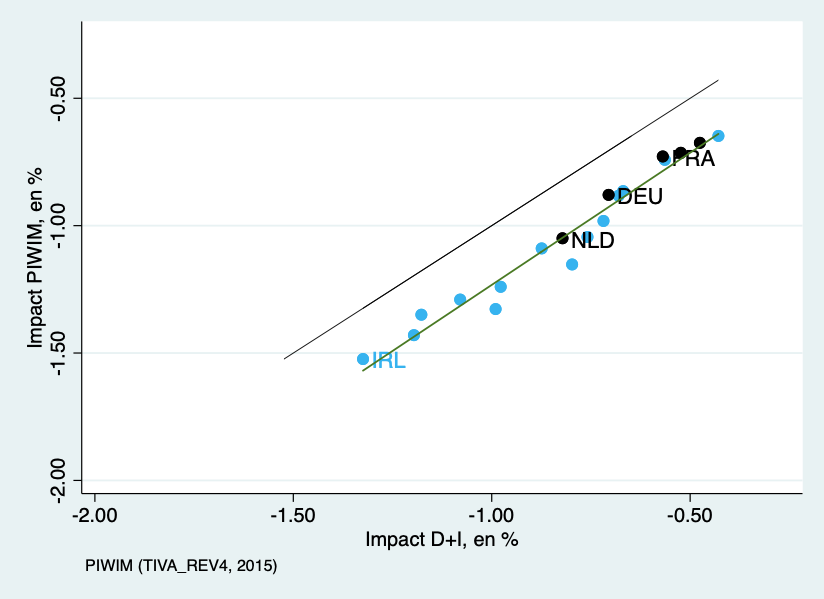 Impact PIWIM, en %
-0.50
-1.00
-1.50
-2.00
FRA
DEU
NLD
IRL
-2.00 -1.50 -1.00 -0.50
Impact D+I, en %
PIWIM (TIVA_REV4, 2015)